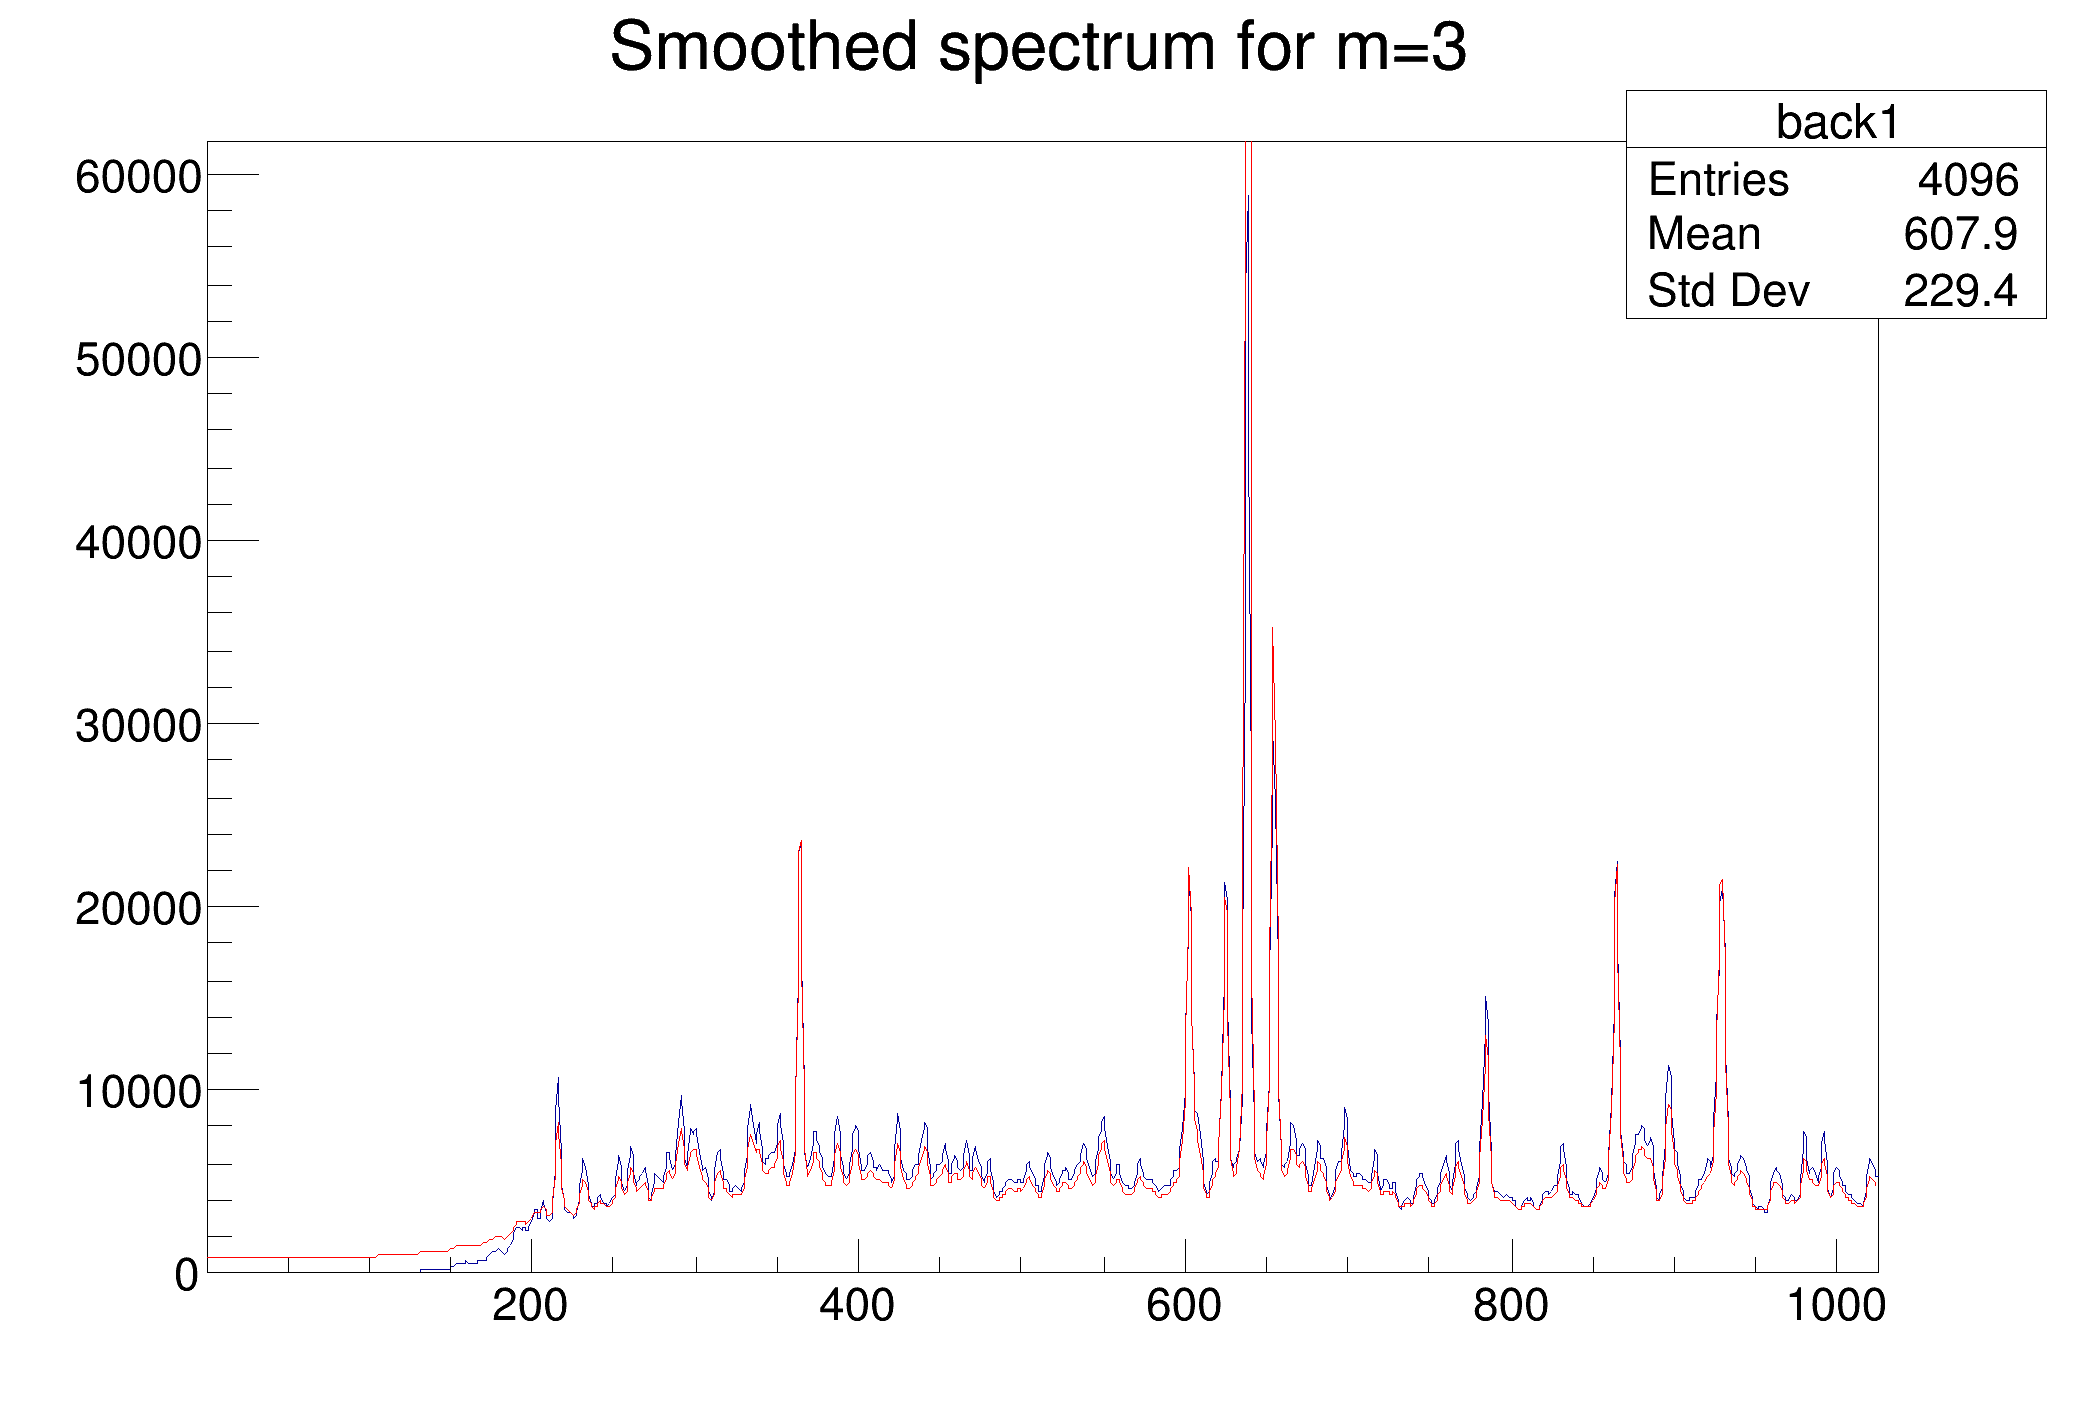 Smoothed spectrum for m=3
back1
Entries 4096
Mean 607.9
Std Dev 229.4
60000
50000
40000
30000
20000
10000
0
200 400 600 800 1000